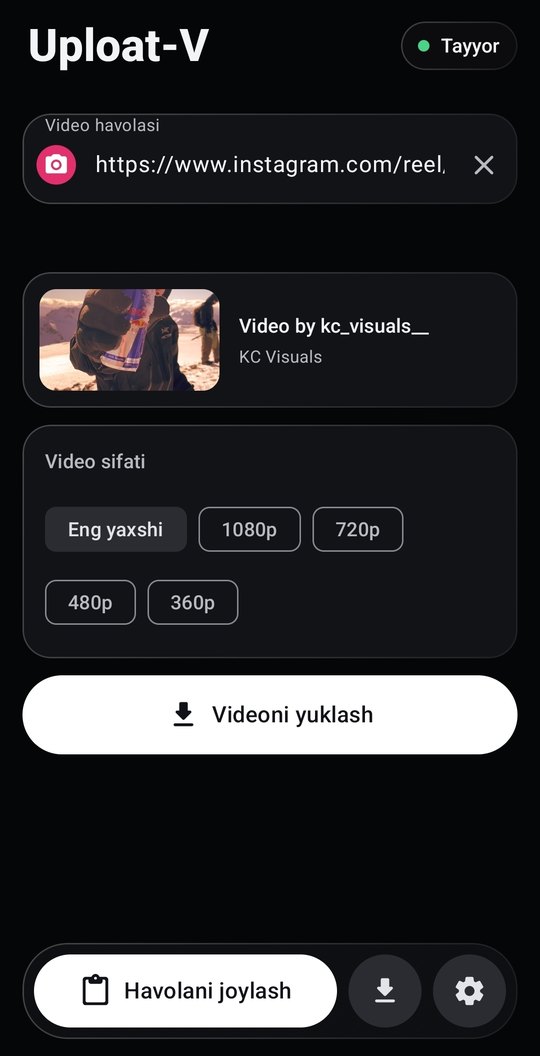 Uploat-V
Tayyor
Video havolasi
https://www.instagram.com/reel/
Video by kc_visuals__
KC Visuals
Video sifati
Eng yaxshi
1080p
720p
480p
360p
Videoni yuklash
Havolani joylash